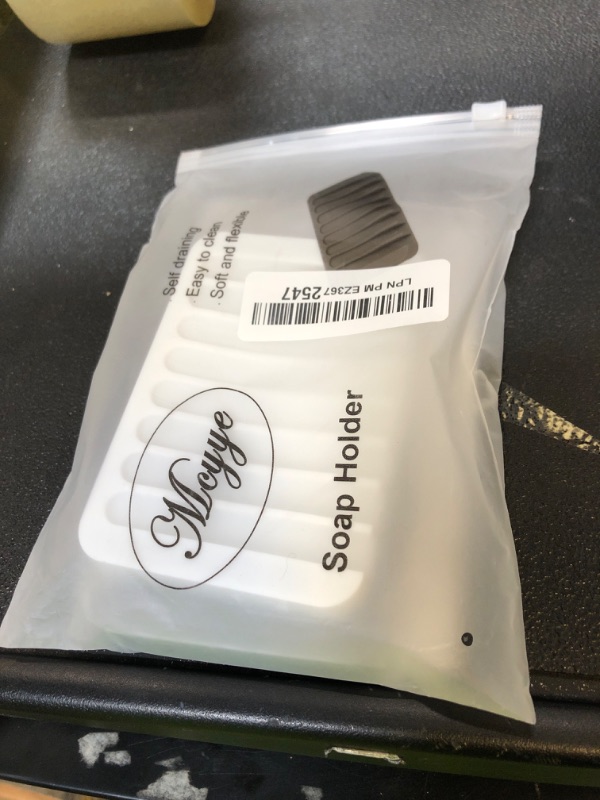 · Self draining
· Easy to clean
· Soft and flexible
LPN PM EZ367 2547
Mcyye
Soap Holder